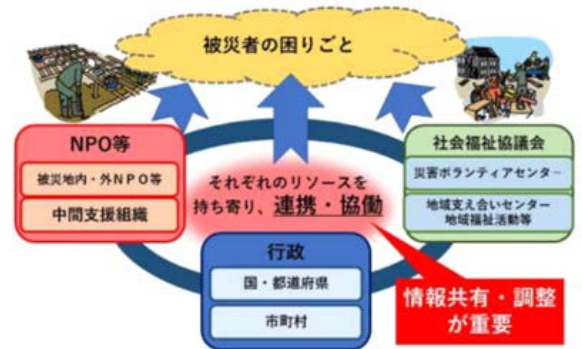 被災者の困りごと
NPO等
被災地内・外NPO等
中間支援組織
社会福祉協議会
災害ボランティアセンター
地域支え合いセンター
地域福祉活動等
それぞれのリソースを
持ち寄り、連携・協働
行政
国・都道府県
市町村
情報共有・調整
が重要